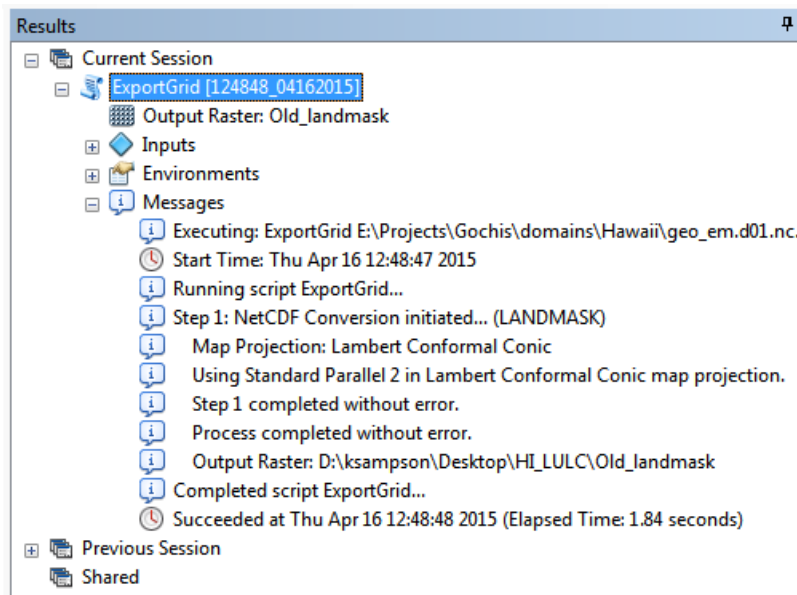 Results
Current Session
ExportGrid [124848_04162015]
Output Raster: Old_landmask
Inputs
Environments
Messages
Executing: ExportGrid E:\Projects\Gochis\domains\Hawaii\geo_em.d01.nc.
Start Time: Thu Apr 16 12:48:47 2015
Running script ExportGrid...
Step 1: NetCDF Conversion initiated... (LANDMASK)
Map Projection: Lambert Conformal Conic
Using Standard Parallel 2 in Lambert Conformal Conic map projection.
Step 1 completed without error.
Process completed without error.
Output Raster: D:\ksampson\Desktop\HI_LULC\Old_landmask
Completed script ExportGrid...
Succeeded at Thu Apr 16 12:48:48 2015 (Elapsed Time: 1.84 seconds)
Previous Session
Shared